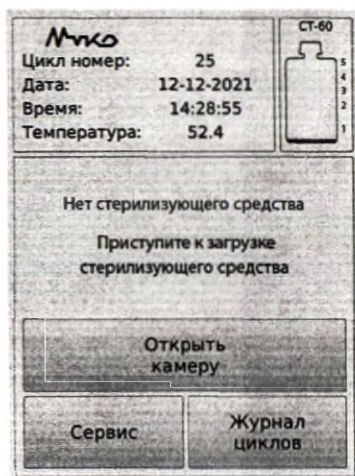 Цикл номер: 25
Дата: 12-12-2021
Время: 14:28:55
Температура: 52.4
СТ-60
5
4
3
2
1
Нет стерилизующего средства
Приступите к загрузке
стерилизующего средства
Открыть
камеру
Сервис
Журнал
циклов